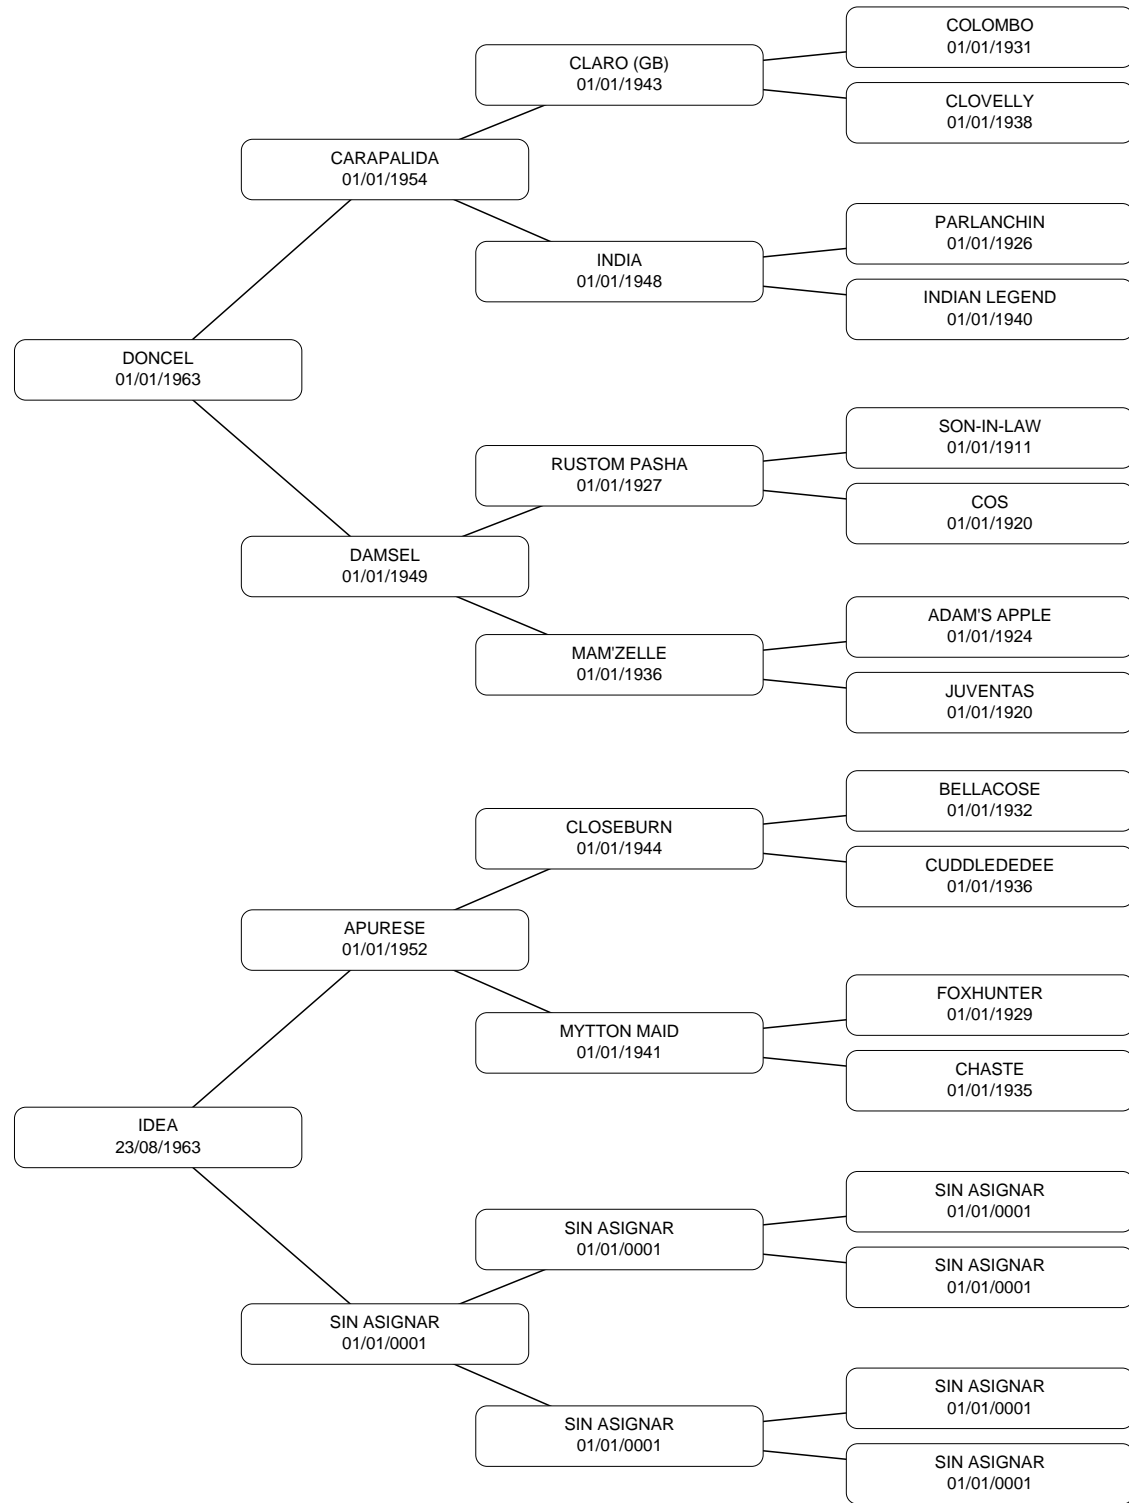 COLOMBO
01/01/1931
CLARO (GB)
01/01/1943
CLOVELLY
01/01/1938
CARAPALIDA
01/01/1954
PARLANCHIN
01/01/1926
INDIA
01/01/1948
INDIAN LEGEND
01/01/1940
DONCEL
01/01/1963
SON-IN-LAW
01/01/1911
RUSTOM PASHA
01/01/1927
COS
01/01/1920
DAMSEL
01/01/1949
ADAM'S APPLE
01/01/1924
MAM'ZELLE
01/01/1936
JUVENTAS
01/01/1920
BELLACOSE
01/01/1932
CLOSEBURN
01/01/1944
CUDDLEDEDEE
01/01/1936
APURESE
01/01/1952
FOXHUNTER
01/01/1929
MYTTON MAID
01/01/1941
CHASTE
01/01/1935
IDEA
23/08/1963
SIN ASIGNAR
01/01/0001
SIN ASIGNAR
01/01/0001
SIN ASIGNAR
01/01/0001
SIN ASIGNAR
01/01/0001
SIN ASIGNAR
01/01/0001
SIN ASIGNAR
01/01/0001
SIN ASIGNAR
01/01/0001